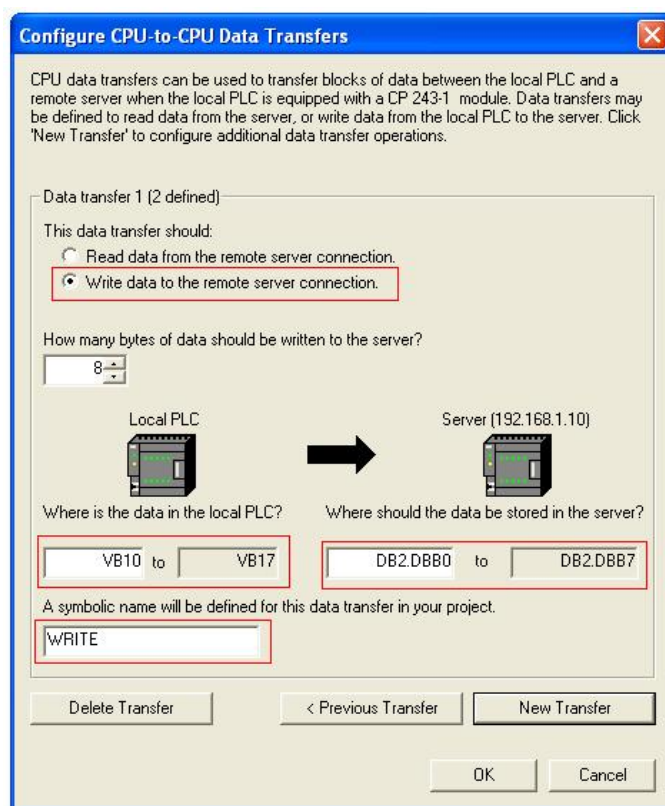 Configure CPU-to-CPU Data Transfers
CPU data transfers can be used to transfer blocks of data between the local PLC and a
remote server when the local PLC is equipped with a CP 243-1 module. Data transfers may
be defined to read data from the server, or write data from the local PLC to the server. Click
'New Transfer' to configure additional data transfer operations.
Data transfer 1 (2 defined)
This data transfer should:
Read data from the remote server connection.
Write data to the remote server connection.
How many bytes of data should be written to the server?
8
Local PLC Server (192.168.1.10)
Where is the data in the local PLC? Where should the data be stored in the server?
VB10 to VB17 DB2.DBB0 to DB2.DBB7
A symbolic name will be defined for this data transfer in your project.
WRITE
Delete Transfer < Previous Transfer New Transfer
OK Cancel